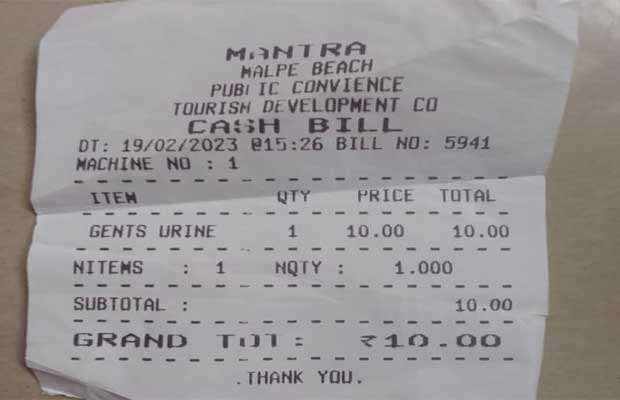 MANTRA
MALPE BEACH
PUBLIC CONVIENCE
TOURISM DEVELOPMENT CO
CASH BILL
DT: 19/02/2023 @15:26 BILL NO: 5941
MACHINE NO : 1
ITEM QTY PRICE TOTAL
GENTS URINE 1 10.00 10.00
NITEMS : 1 NQTY : 1.000
SUBTOTAL : 10.00
GRAND TOT: ₹10.00
.THANK YOU.